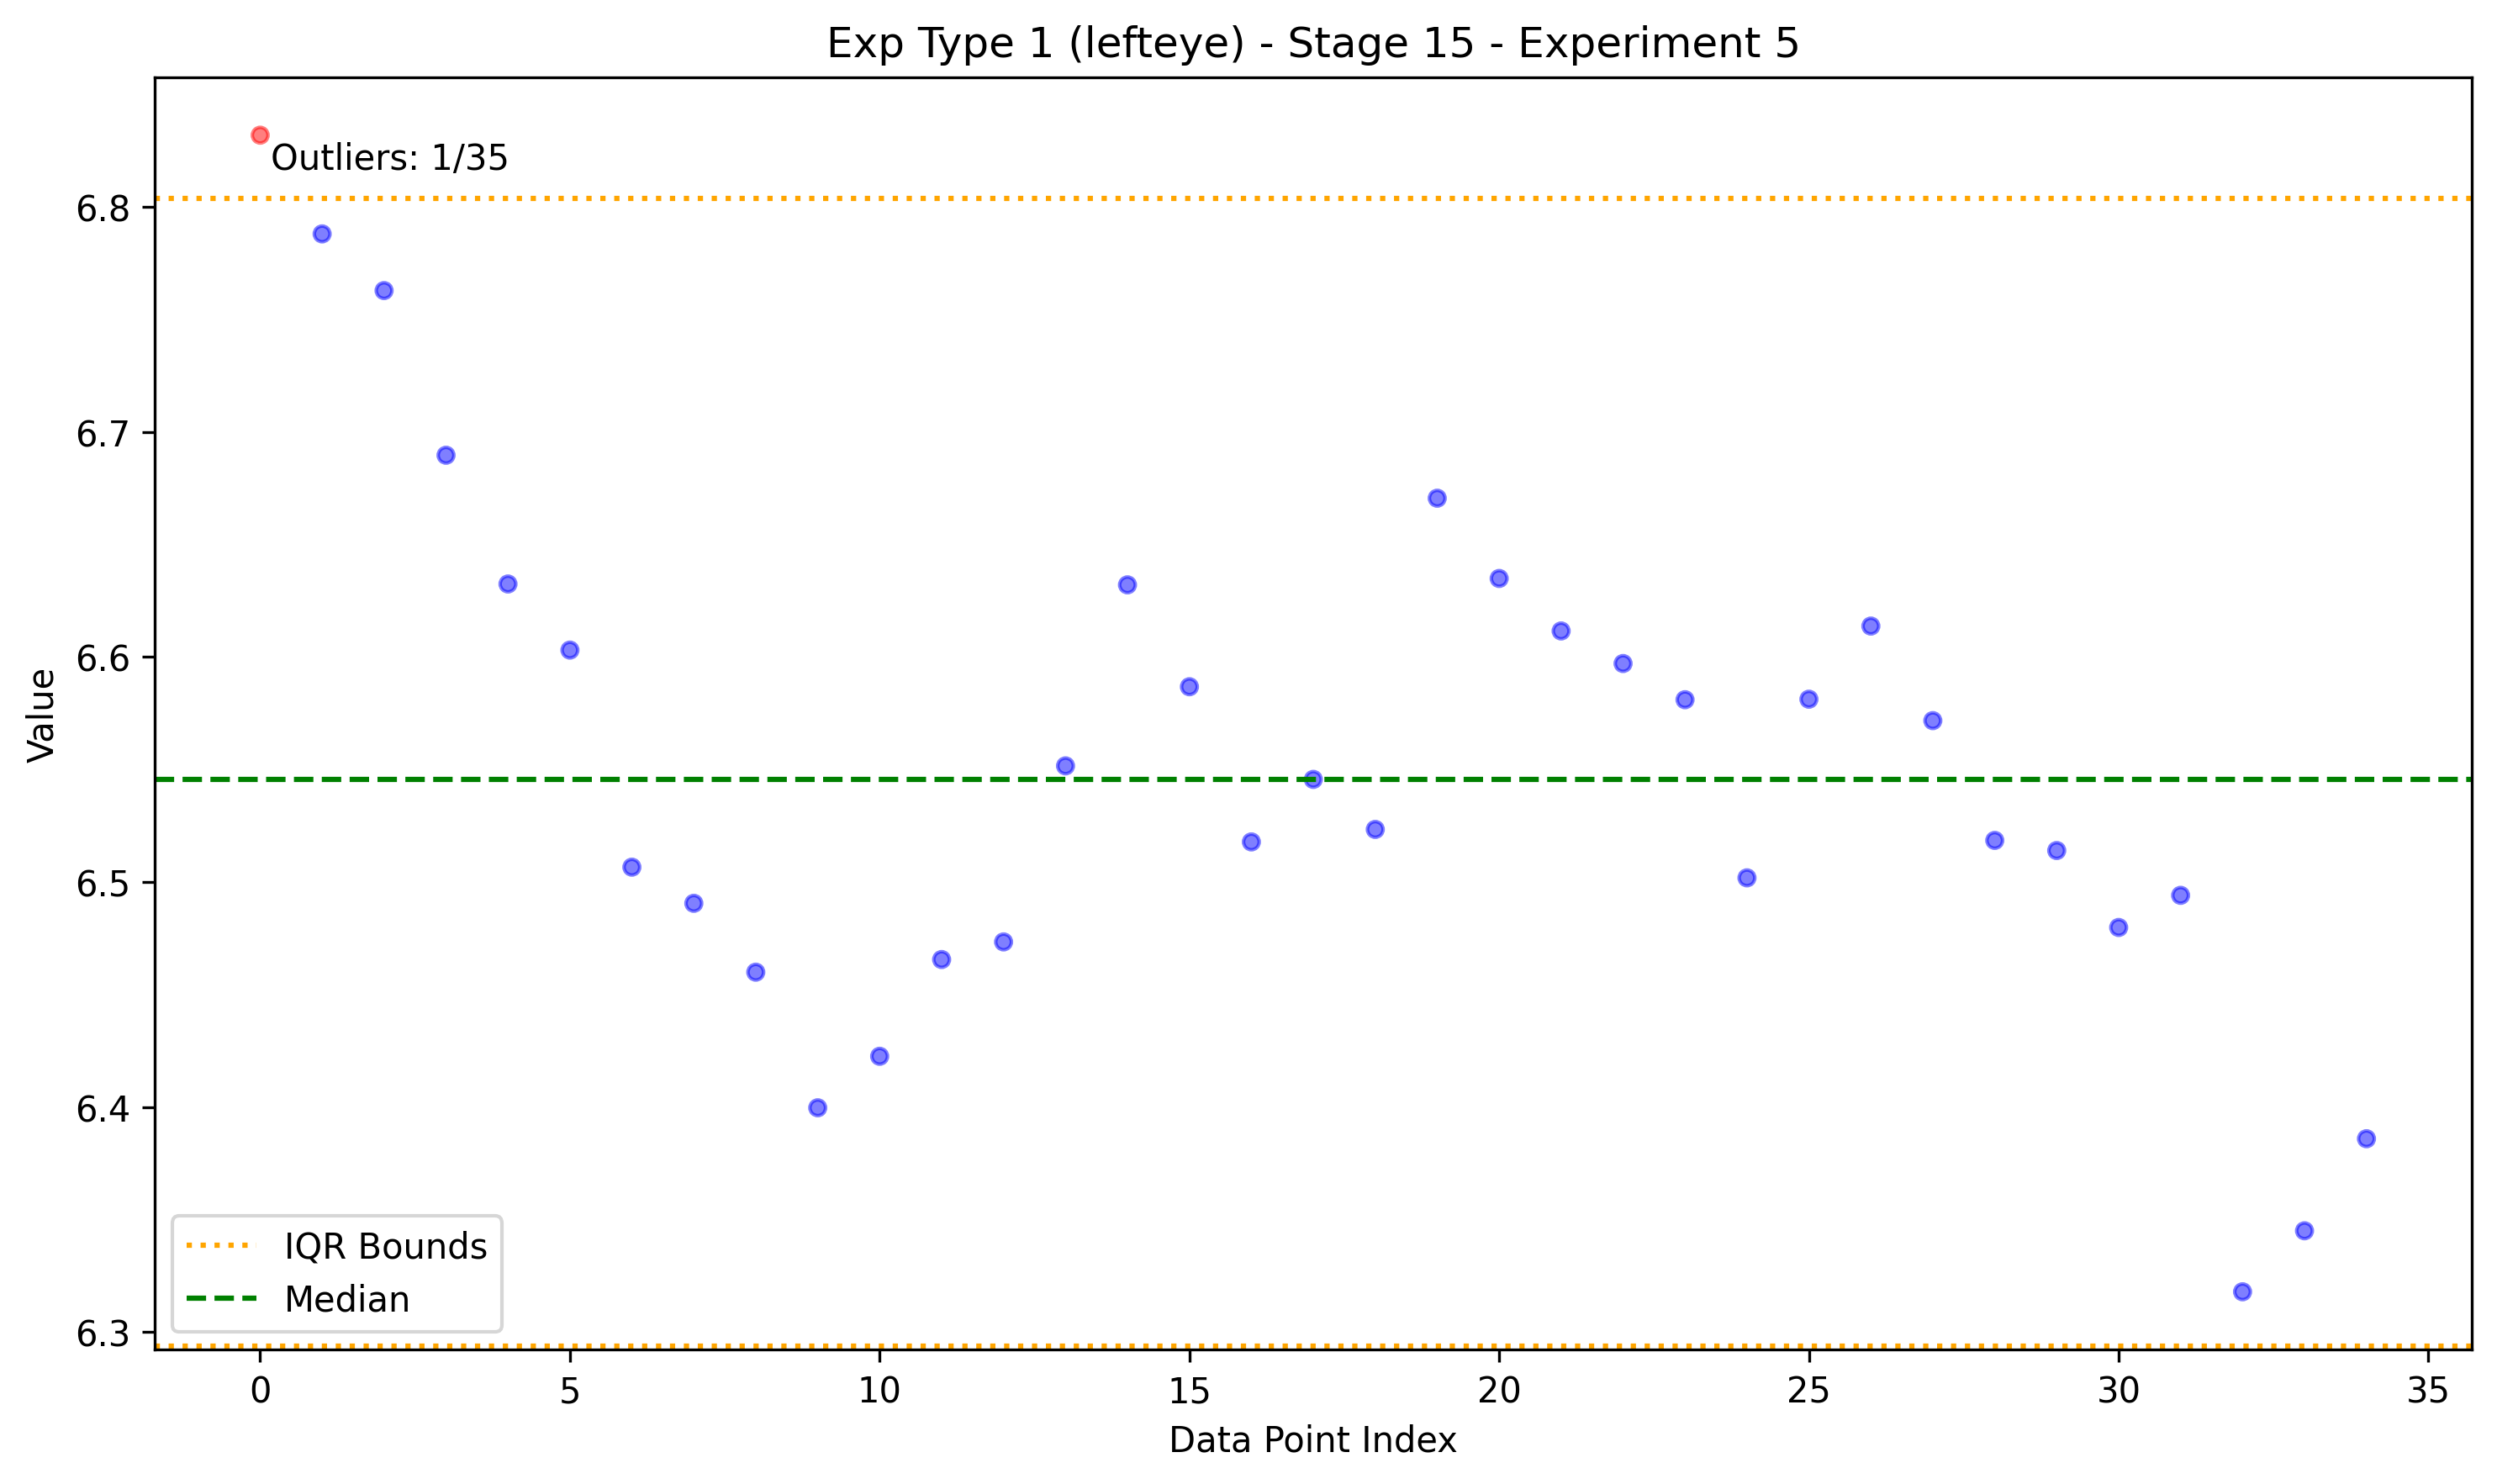 Exp Type 1 (lefteye) - Stage 15 - Experiment 5
Outliers: 1/35
6.8
6.7
6.6
6.5
6.4
6.3
Value
IQR Bounds
Median
0 5 10 15 20 25 30 35
Data Point Index